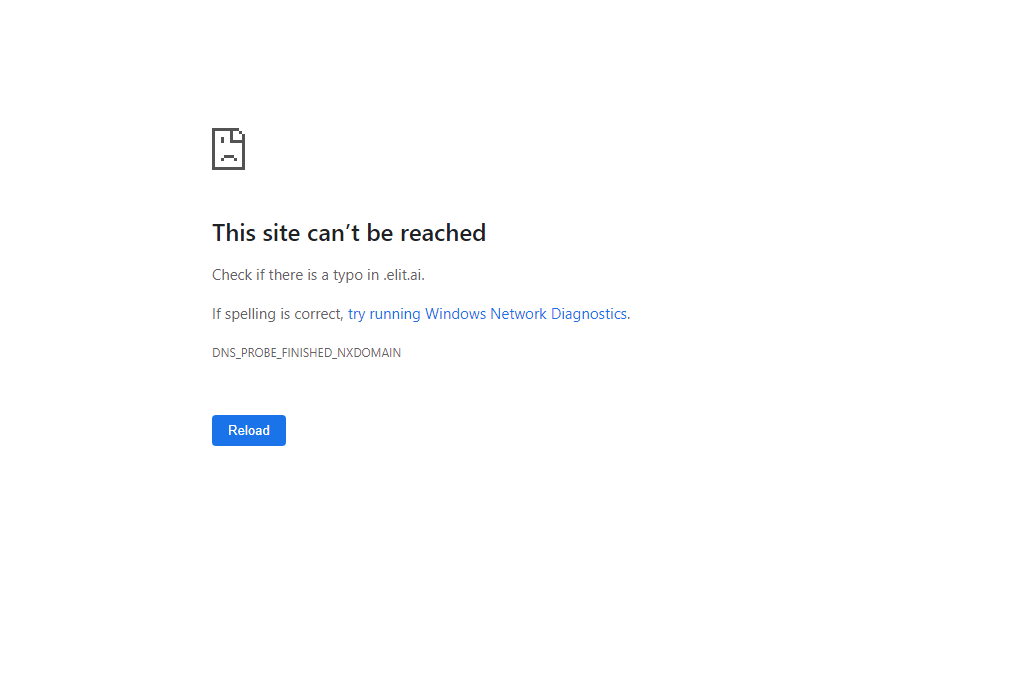 This site can’t be reached
Check if there is a typo in .elit.ai.
If spelling is correct, try running Windows Network Diagnostics.
DNS_PROBE_FINISHED_NXDOMAIN
Reload